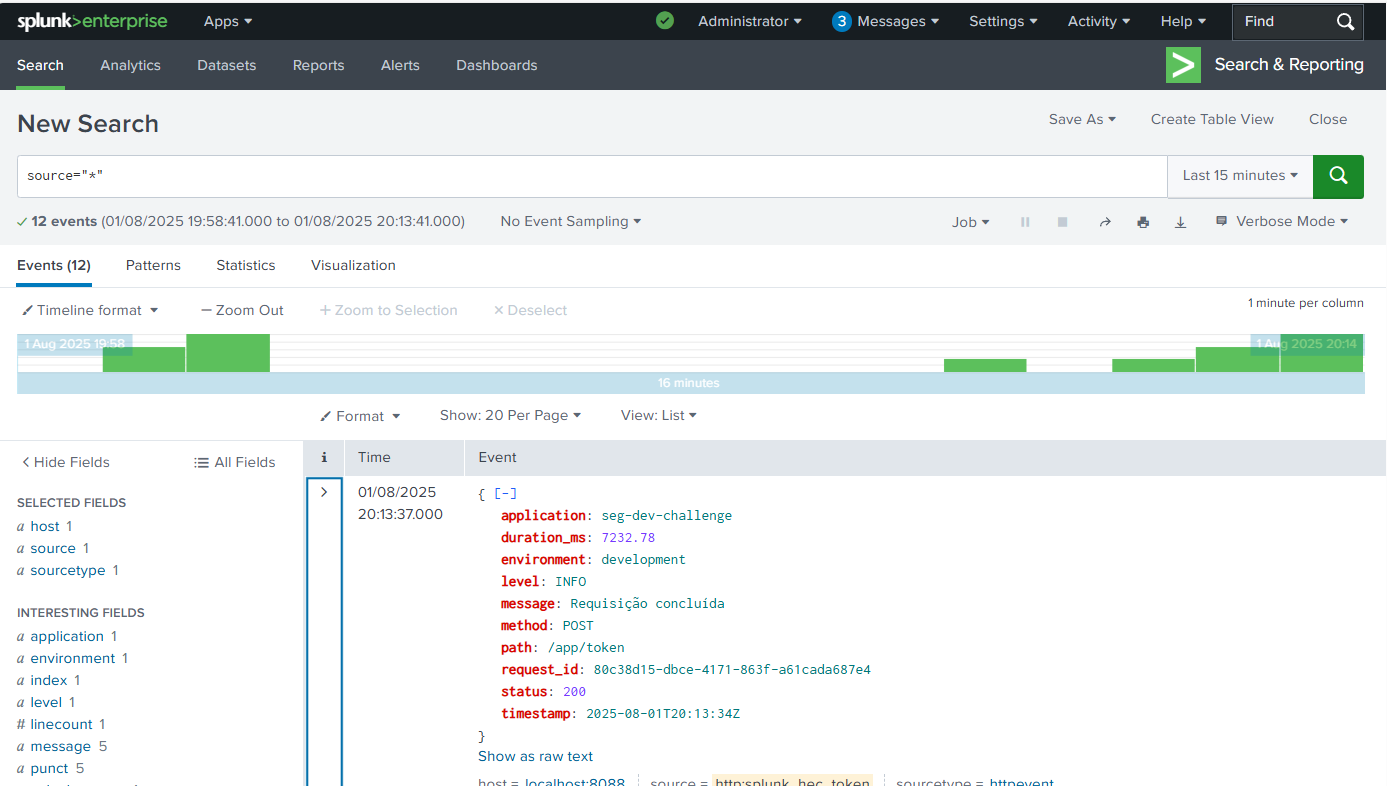 splunk>enterprise Apps Administrator 3 Messages Settings Activity Help Find
Search Analytics Datasets Reports Alerts Dashboards Search & Reporting
New Search Save As Create Table View Close
source="*" Last 15 minutes
12 events (01/08/2025 19:58:41.000 to 01/08/2025 20:13:41.000) No Event Sampling Job Verbose Mode
Events (12) Patterns Statistics Visualization
Timeline format — Zoom Out + Zoom to Selection × Deselect 1 minute per column
1 Aug 2025 19:58 1 Aug 2025 20:14
16 minutes
Format Show: 20 Per Page View: List
< Hide Fields All Fields i Time Event
SELECTED FIELDS
a host 1
a source 1
a sourcetype 1
INTERESTING FIELDS
a application 1
a environment 1
a index 1
a level 1
# linecount 1
a message 5
a punct 5
> 01/08/2025
20:13:37.000
{ [-]
application: seg-dev-challenge
duration_ms: 7232.78
environment: development
level: INFO
message: Requisição concluída
method: POST
path: /app/token
request_id: 80c38d15-dbce-4171-863f-a61cada687e4
status: 200
timestamp: 2025-08-01T20:13:34Z
}
Show as raw text
host = localhost:8088 source = http:splunk_hec_token sourcetype = httpevent